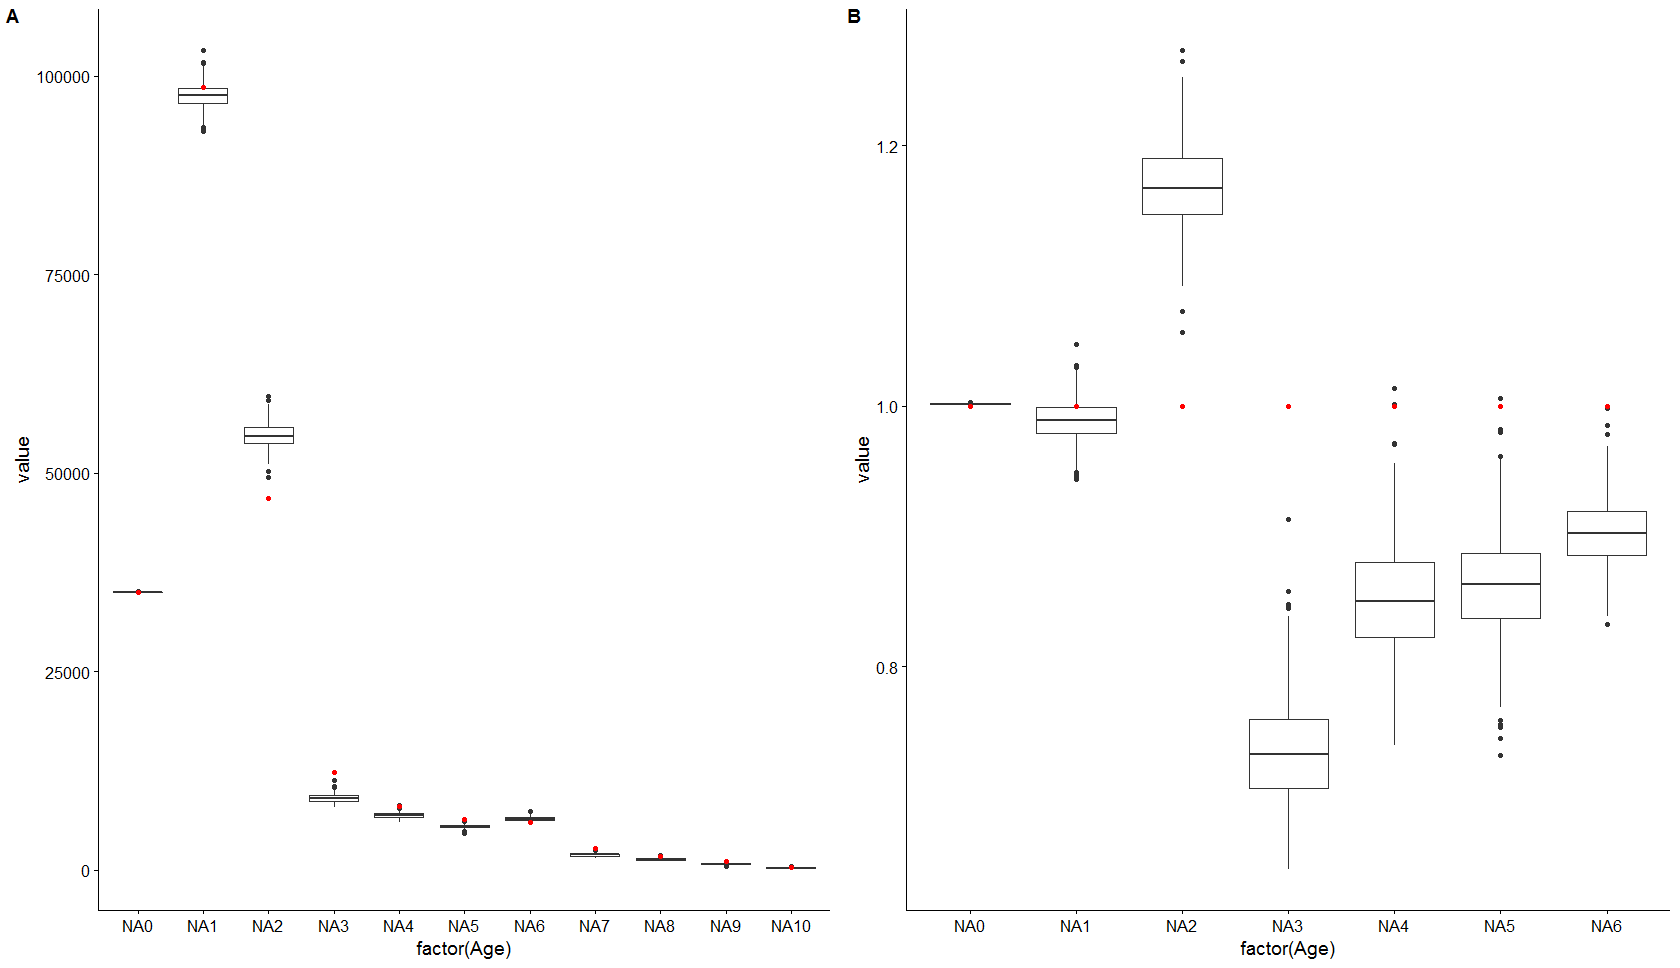 A
value
100000
75000
50000
25000
0
NA0 NA1 NA2 NA3 NA4 NA5 NA6 NA7 NA8 NA9 NA10
factor(Age)
B
value
1.2
1.0
0.8
NA0 NA1 NA2 NA3 NA4 NA5 NA6
factor(Age)